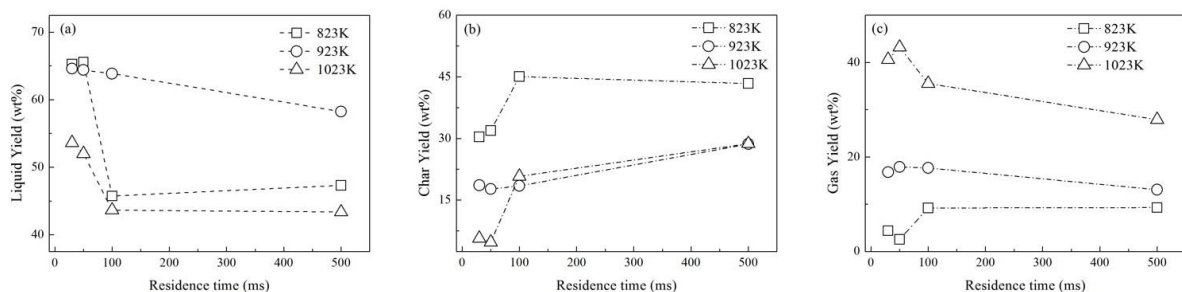 (a)
823K
923K
1023K
70
60
50
40
Liquid Yield (wt%)
0 100 200 300 400 500
Residence time (ms)
(b)
823K
923K
1023K
60
45
30
15
Char Yield (wt%)
0 100 200 300 400 500
Residence time (ms)
(c)
823K
923K
1023K
40
20
0
Gas Yield (wt%)
0 100 200 300 400 500
Residence time (ms)